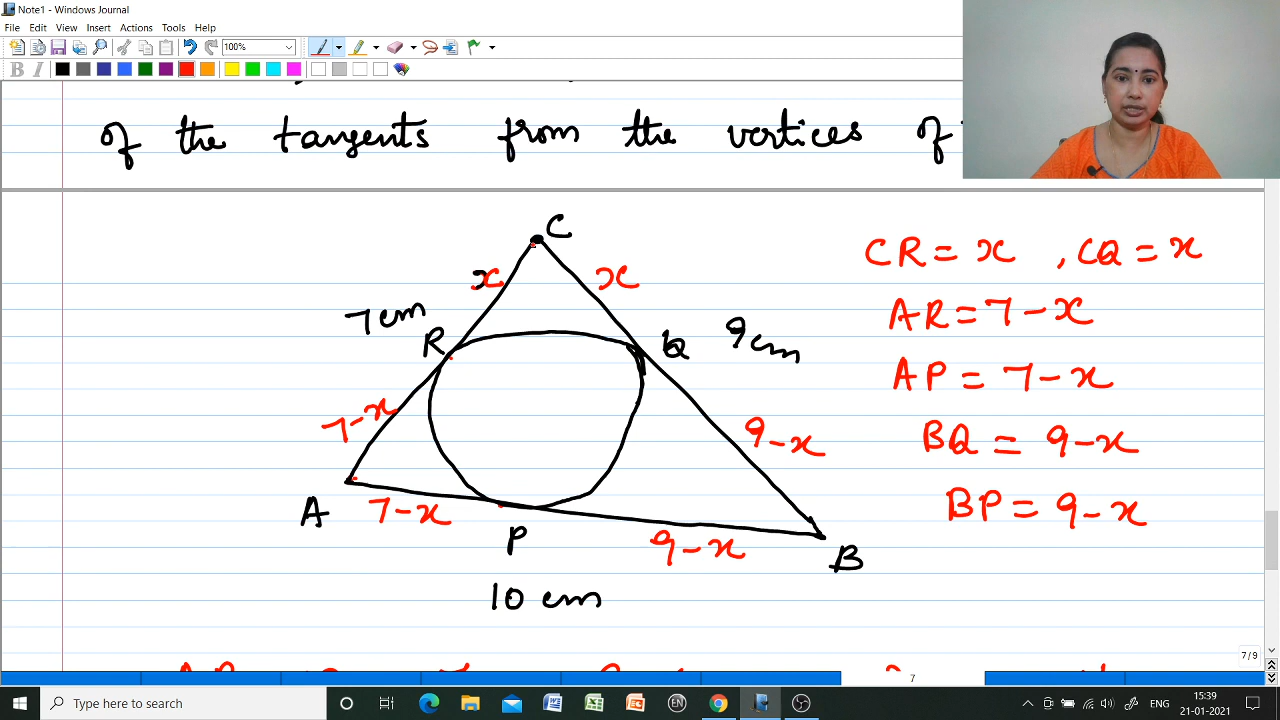 Note1 - Windows Journal
File Edit View Insert Actions Tools Help
100%
B I
of the tangents from the vertices of
C
x x
7cm
R Q 9cm
7-x
9-x
A 7-x
P 9-x
B
10 cm
CR = x , CQ = x
AR = 7-x
AP = 7-x
BQ = 9-x
BP = 9-x
7/9
7
Type here to search
EN
ENG
15:39
21-01-2021